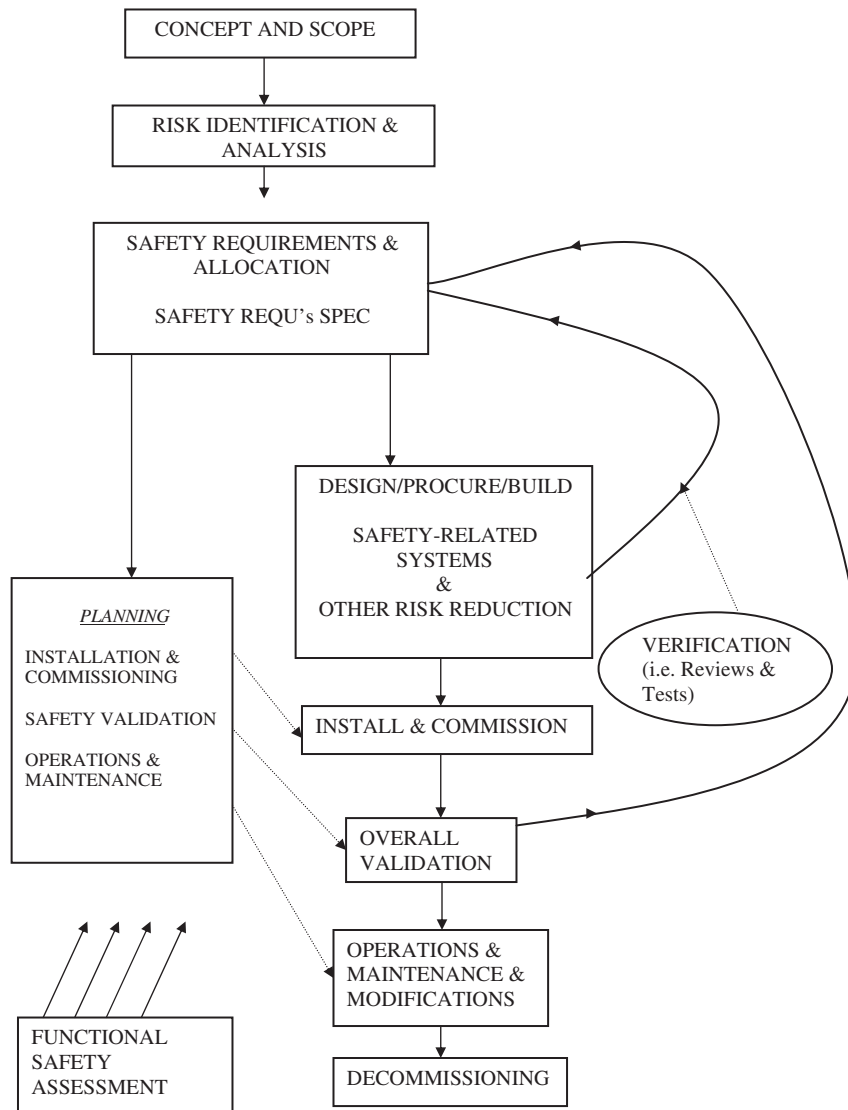 CONCEPT AND SCOPE
RISK IDENTIFICATION &
ANALYSIS
SAFETY REQUIREMENTS &
ALLOCATION
SAFETY REQU's SPEC
DESIGN/PROCURE/BUILD
SAFETY-RELATED
SYSTEMS
&
OTHER RISK REDUCTION
PLANNING
INSTALLATION &
COMMISSIONING
SAFETY VALIDATION
OPERATIONS &
MAINTENANCE
VERIFICATION
(i.e. Reviews &
Tests)
INSTALL & COMMISSION
OVERALL
VALIDATION
OPERATIONS &
MAINTENANCE &
MODIFICATIONS
FUNCTIONAL
SAFETY
ASSESSMENT
DECOMMISSIONING